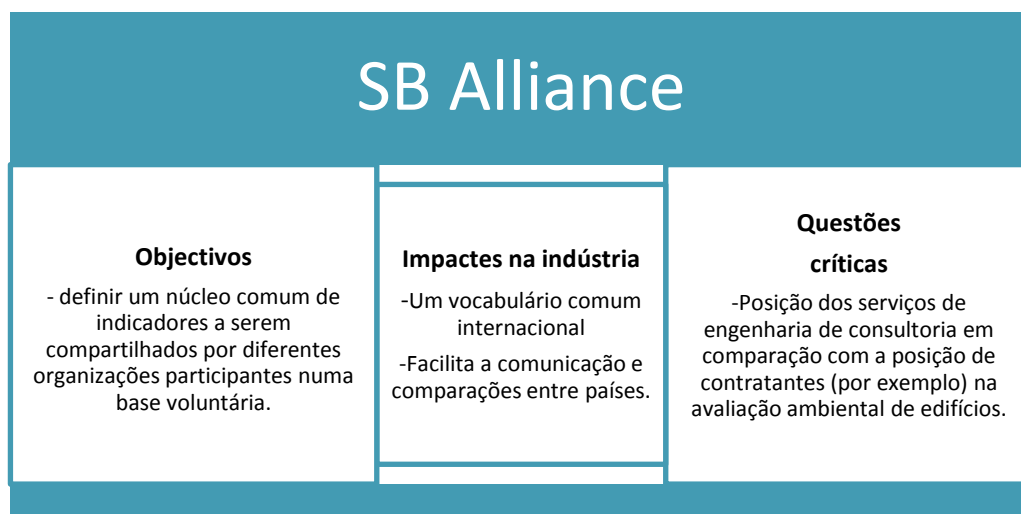 SB Alliance
Objectivos
- definir um núcleo comum de
indicadores a serem
compartilhados por diferentes
organizações participantes numa
base voluntária.
Impactes na indústria
-Um vocabulário comum
internacional
-Facilita a comunicação e
comparações entre países.
Questões
críticas
-Posição dos serviços de
engenharia de consultoria em
comparação com a posição de
contratantes (por exemplo) na
avaliação ambiental de edifícios.